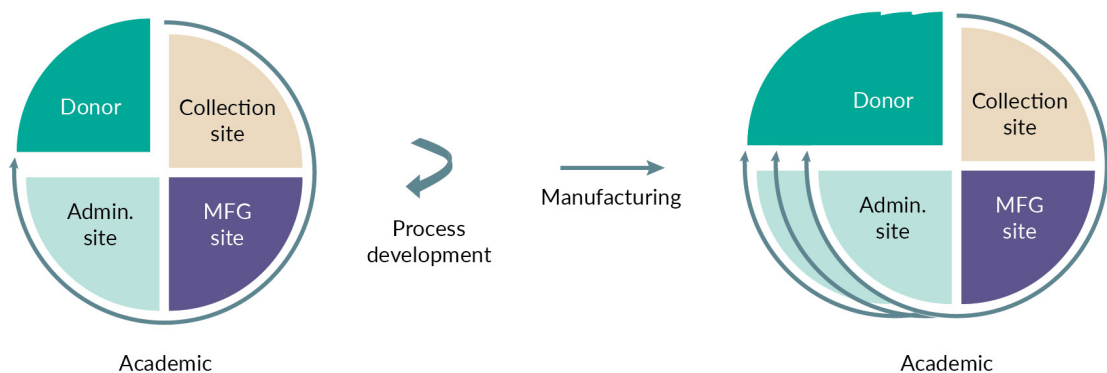 Donor
Collection
site
Admin.
site
MFG
site
Academic
Process
development
Manufacturing
Donor
Collection
site
Admin.
site
MFG
site
Academic